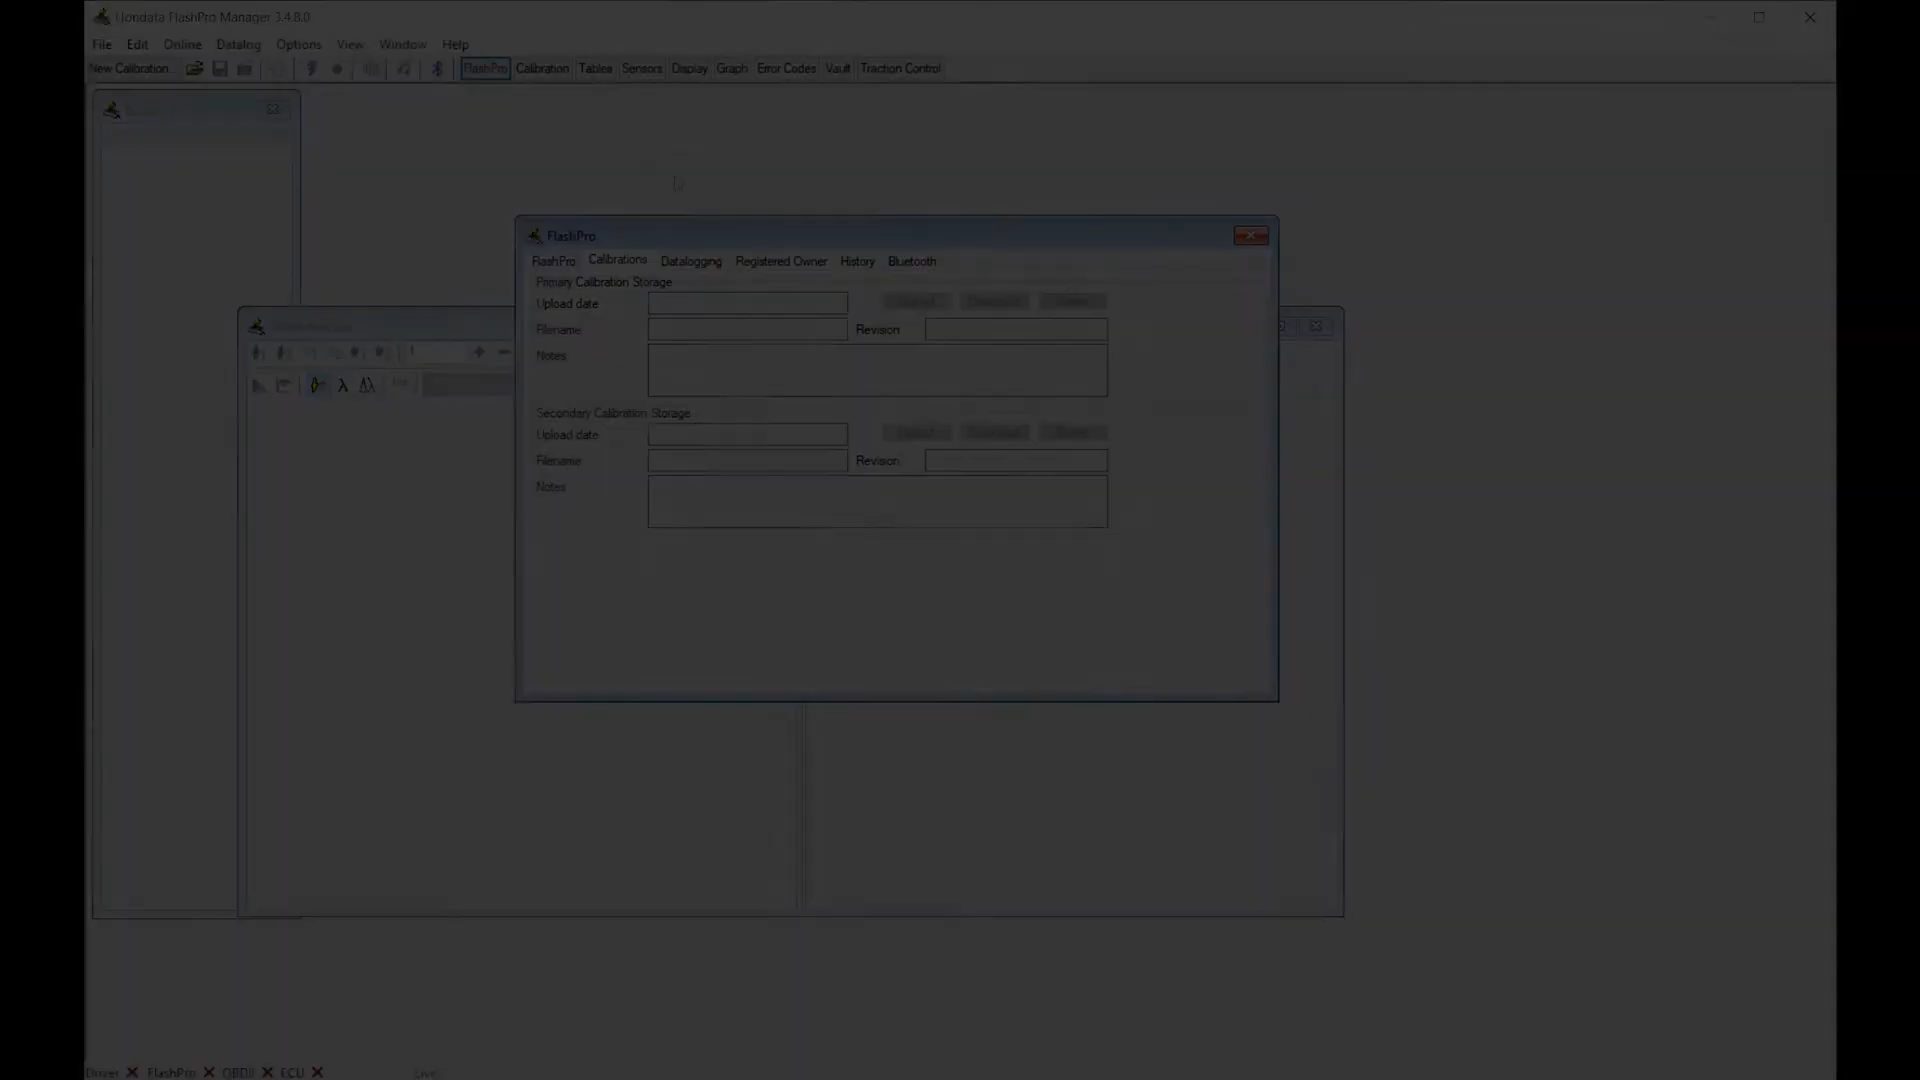 Hondata FlashPro Manager 3.4.8.0
File Edit Online Datalog Options View Window Help
New Calibration FlashPro Calibration Tables Sensors Display Graph Error Codes Vault Traction Control
FlashPro
FlashPro Calibrations Datalogging Registered Owner History Bluetooth
Primary Calibration Storage
Upload date
Filename Revision
Notes
Secondary Calibration Storage
Upload date
Filename Revision
Notes
1
λ
Driver FlashPro OBDII ECU Live